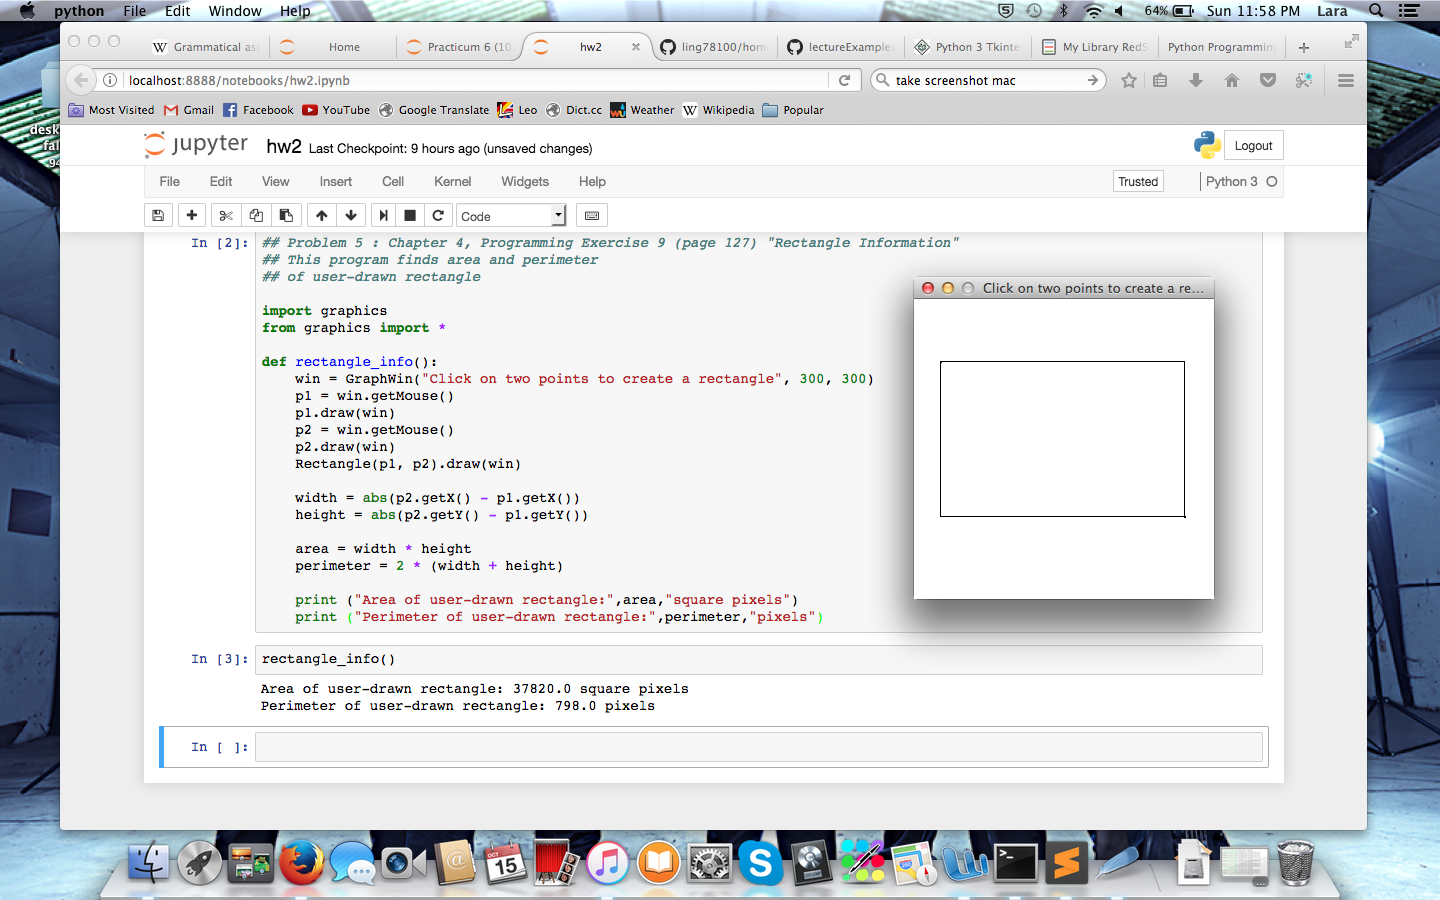 python File Edit Window Help
64% Sun 11:58 PM Lara
Grammatical as
Home
Practicum 6 (10
hw2
ling78100/hom
lectureExamples
Python 3 Tkinte
My Library RedS
Python Programming
localhost:8888/notebooks/hw2.ipynb
take screenshot mac
Most Visited Gmail Facebook YouTube Google Translate Leo Dict.cc Weather Wikipedia Popular
desk
fal
94
jupyter hw2 Last Checkpoint: 9 hours ago (unsaved changes)
Logout
File Edit View Insert Cell Kernel Widgets Help
Trusted
Python 3
Code
In [2]: ## Problem 5 : Chapter 4, Programming Exercise 9 (page 127) "Rectangle Information"
## This program finds area and perimeter
## of user-drawn rectangle
import graphics
from graphics import *
def rectangle_info():
win = GraphWin("Click on two points to create a rectangle", 300, 300)
p1 = win.getMouse()
p1.draw(win)
p2 = win.getMouse()
p2.draw(win)
Rectangle(p1, p2).draw(win)
width = abs(p2.getX() - p1.getX())
height = abs(p2.getY() - p1.getY())
area = width * height
perimeter = 2 * (width + height)
print ("Area of user-drawn rectangle:",area,"square pixels")
print ("Perimeter of user-drawn rectangle:",perimeter,"pixels")
Click on two points to create a re...
In [3]: rectangle_info()
Area of user-drawn rectangle: 37820.0 square pixels
Perimeter of user-drawn rectangle: 798.0 pixels
In [ ]:
OCT
15